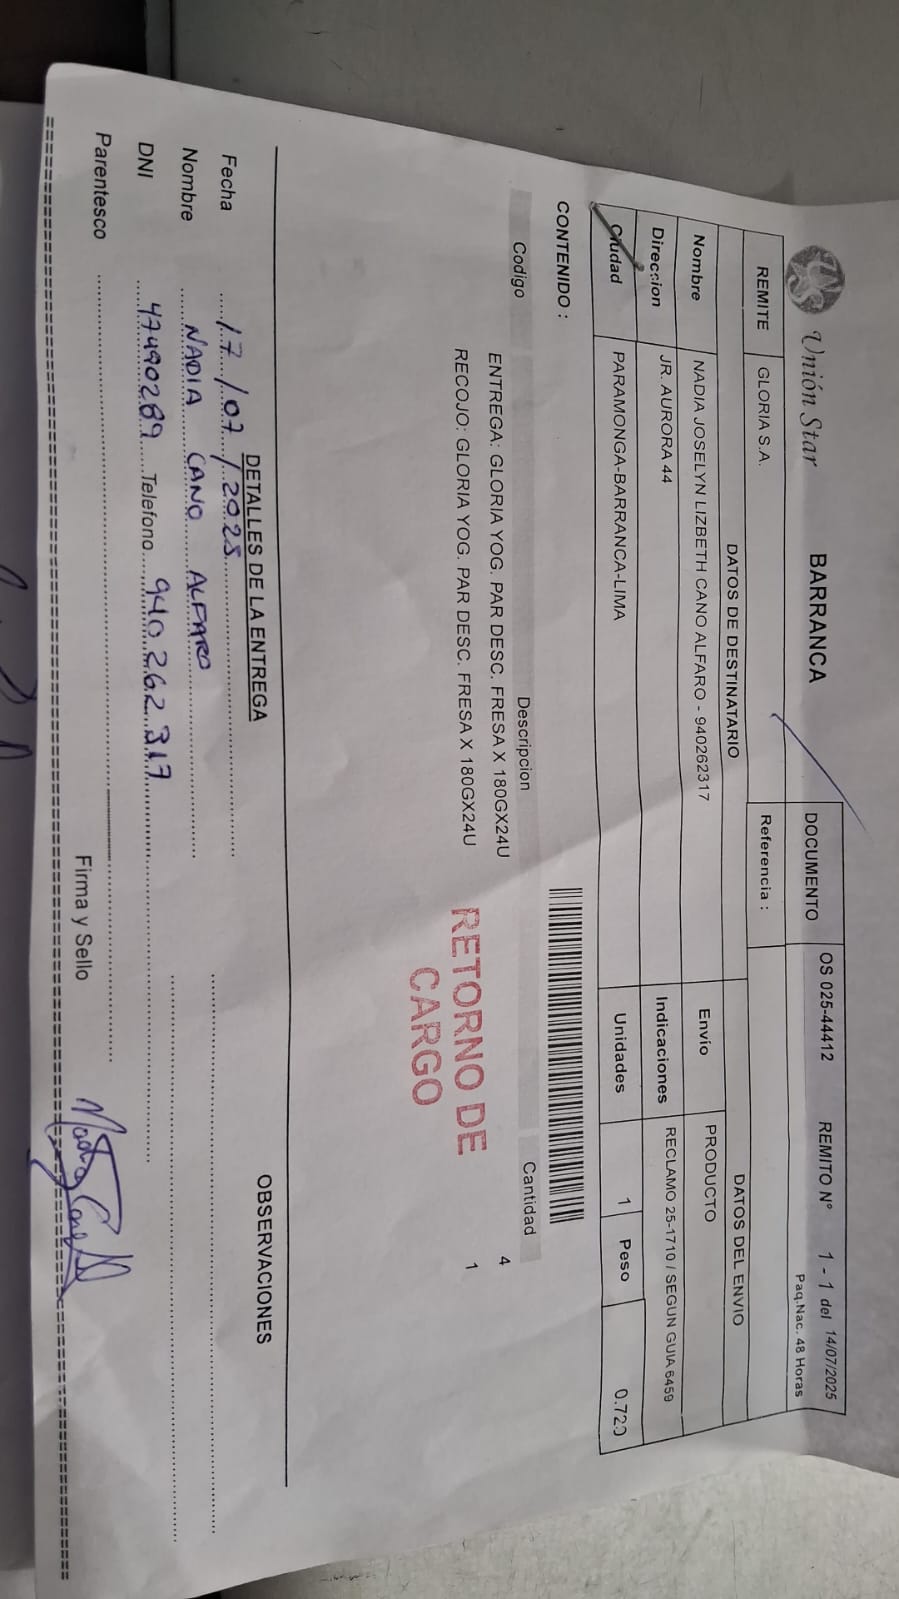 Unión Star BARRANCA DOCUMENTO OS 025-44412 REMITO Nº 1 - 1 del 14/07/2025
Paq.Nac. 48 Horas
REMITE GLORIA S.A. Referencia :
DATOS DE DESTINATARIO DATOS DEL ENVIO
Nombre NADIA JOSELYN LIZBETH CANO ALFARO - 940262317 Envio PRODUCTO
Direccion JR. AURORA 44 Indicaciones RECLAMO 25-1710 / SEGUN GUIA 6459
Ciudad PARAMONGA-BARRANCA-LIMA Unidades 1 Peso 0.720
CONTENIDO :
Codigo Descripcion Cantidad
ENTREGA: GLORIA YOG. PAR DESC. FRESA X 180GX24U 4
RECOJO: GLORIA YOG. PAR DESC. FRESA X 180GX24U 1
RETORNO DE
CARGO
DETALLES DE LA ENTREGA OBSERVACIONES
Fecha 17/07/2025
Nombre NADIA CANO ALFARO
DNI 47490289 Telefono 940262317
Parentesco
Firma y Sello